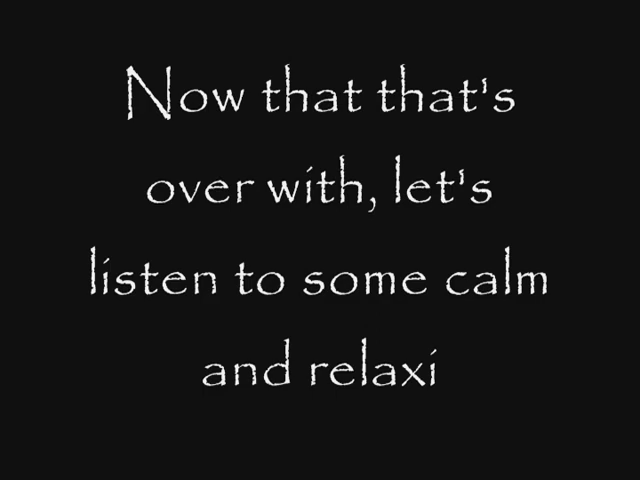 Now that that's
over with, let's
listen to some calm
and relaxi